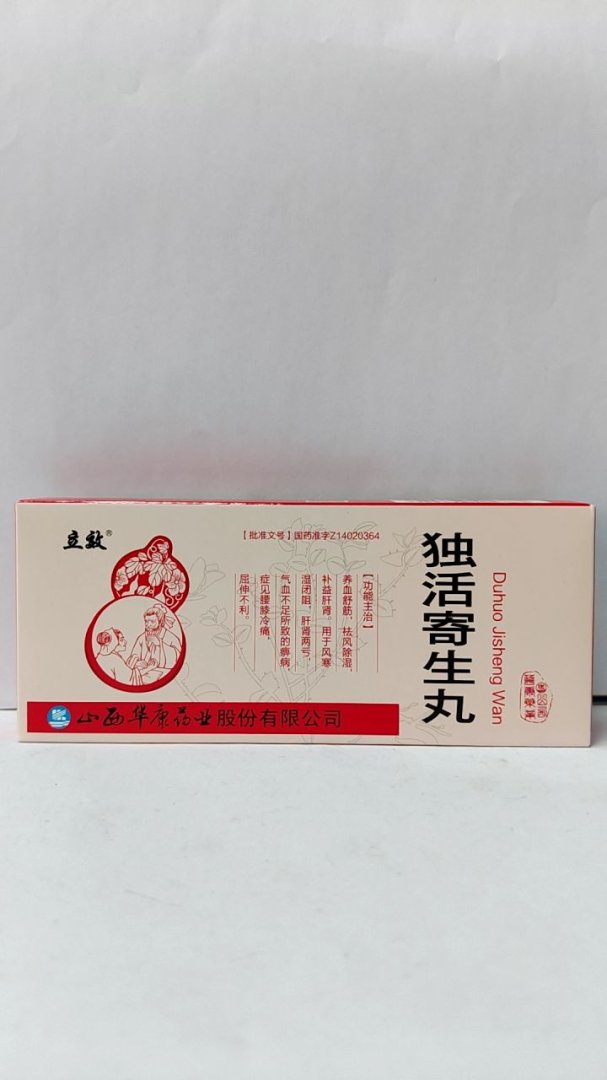 立效®
【批准文号】国药准字Z14020364
独活寄生丸
Duhuo Jisheng Wan
【功能主治】
养血舒筋，祛风除湿，
补益肝肾。用于风寒
湿闭阻，肝肾两亏，
气血不足所致的痹病，
症见腰膝冷痛，
屈伸不利。
山西华康药业股份有限公司